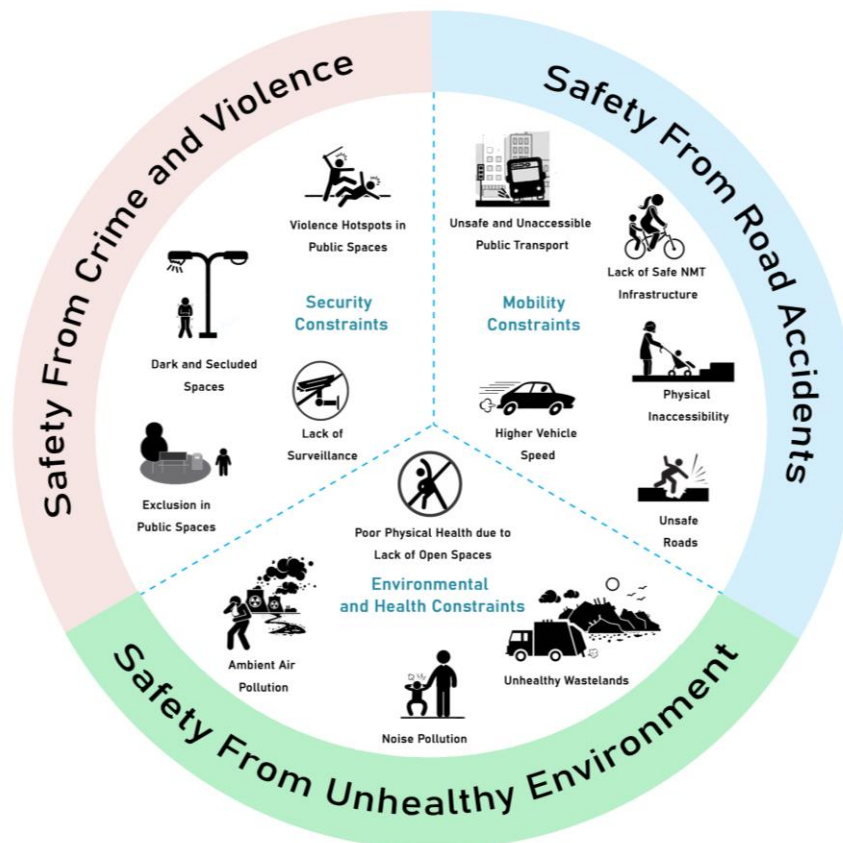 Safety From Crime and Violence
Violence Hotspots in
Public Spaces
Security
Constraints
Dark and Secluded
Spaces
Lack of
Surveillance
Exclusion in
Public Spaces
Safety From Road Accidents
Unsafe and Unaccessible
Public Transport
Lack of Safe NMT
Infrastructure
Mobility
Constraints
Physical
Inaccessibility
Higher Vehicle
Speed
Unsafe
Roads
Poor Physical Health due to
Lack of Open Spaces
Environmental
and Health Constraints
Ambient Air
Pollution
Unhealthy Wastelands
Noise Pollution
Safety From Unhealthy Environment